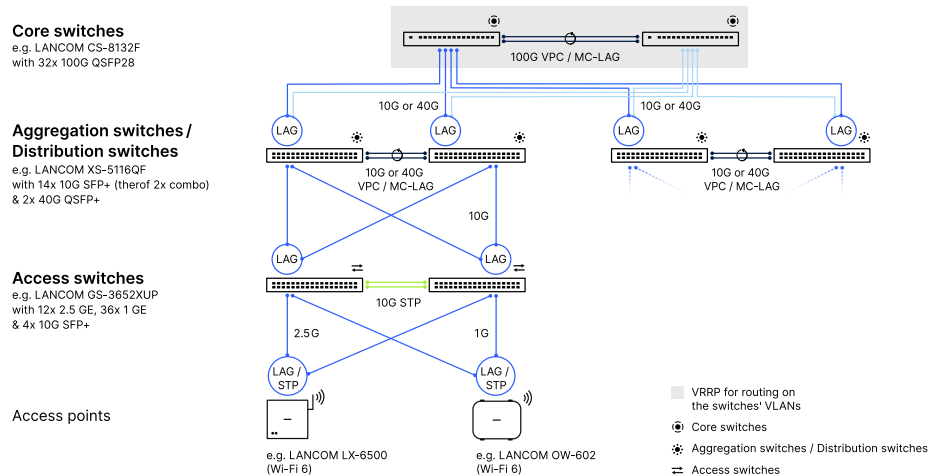 Core switches
e.g. LANCOM CS-8132F
with 32x 100G QSFP28
100G VPC / MC-LAG
10G or 40G
10G or 40G
LAG
LAG
LAG
LAG
Aggregation switches /
Distribution switches
e.g. LANCOM XS-5116QF
with 14x 10G SFP+ (therof 2x combo)
& 2x 40G QSFP+
10G or 40G
VPC / MC-LAG
10G or 40G
VPC / MC-LAG
10G
LAG
LAG
Access switches
e.g. LANCOM GS-3652XUP
with 12x 2.5 GE, 36x 1 GE
& 4x 10G SFP+
10G STP
2.5 G
1 G
LAG /
STP
LAG /
STP
Access points
e.g. LANCOM LX-6500
(Wi-Fi 6)
e.g. LANCOM OW-602
(Wi-Fi 6)
VRRP for routing on
the switches' VLANs
Core switches
Aggregation switches / Distribution switches
Access switches